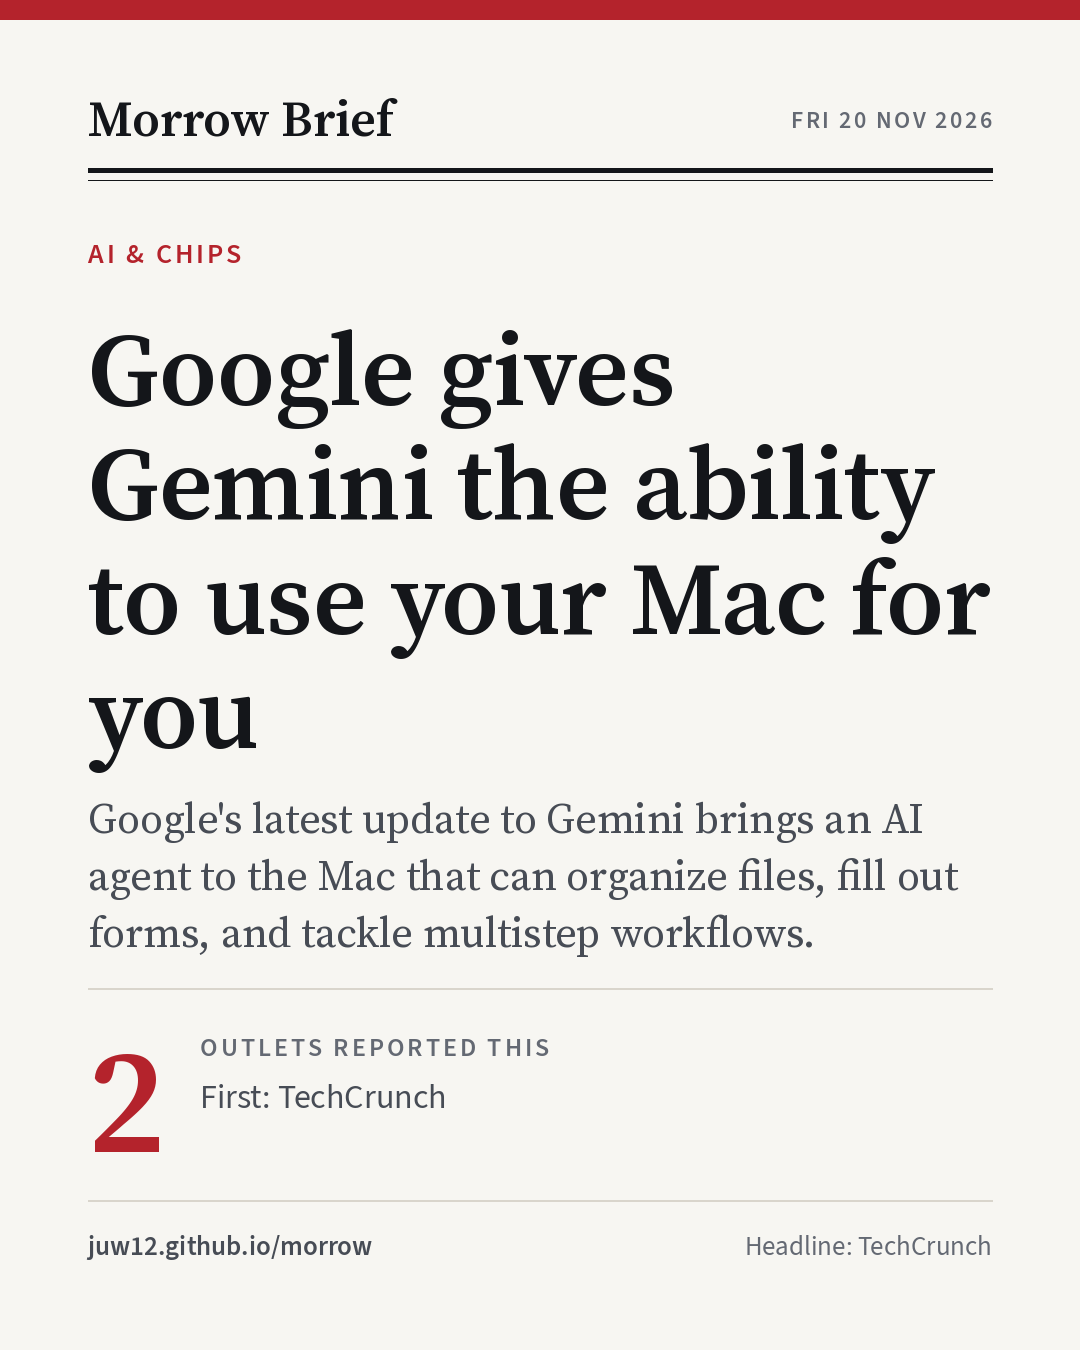 Morrow Brief
FRI 20 NOV 2026
AI & CHIPS
Google gives
Gemini the ability
to use your Mac for
you
Google's latest update to Gemini brings an AI
agent to the Mac that can organize files, fill out
forms, and tackle multistep workflows.
2
OUTLETS REPORTED THIS
First: TechCrunch
juw12.github.io/morrow
Headline: TechCrunch